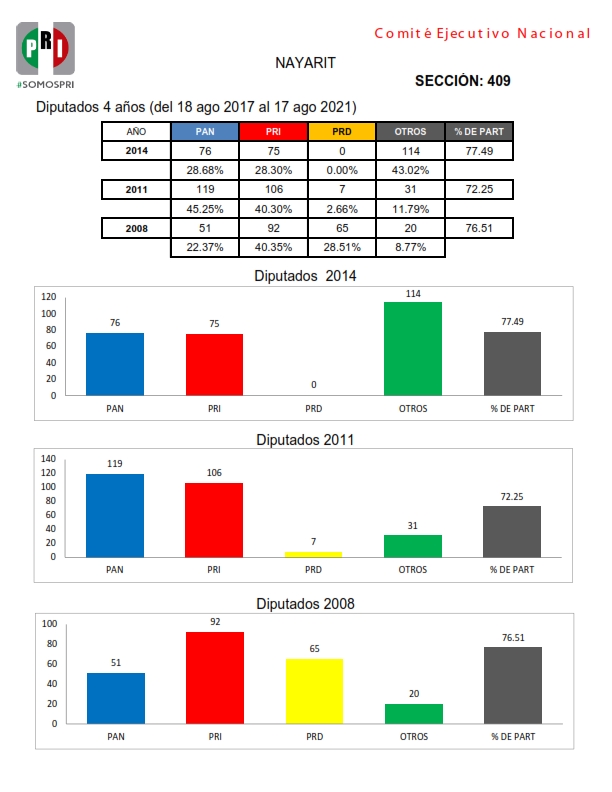 Comité Ejecutivo Nacional
PRI
#SOMOSPRI
NAYARIT
SECCIÓN: 409
Diputados 4 años (del 18 ago 2017 al 17 ago 2021)
AÑO PAN PRI PRD OTROS % DE PART
2014 76 75 0 114 77.49
28.68% 28.30% 0.00% 43.02%
2011 119 106 7 31 72.25
45.25% 40.30% 2.66% 11.79%
2008 51 92 65 20 76.51
22.37% 40.35% 28.51% 8.77%
Diputados 2014
120
100
80
60
40
20
0
76 75 0 114 77.49
PAN PRI PRD OTROS % DE PART
Diputados 2011
140
120
100
80
60
40
20
0
119 106 7 31 72.25
PAN PRI PRD OTROS % DE PART
Diputados 2008
100
80
60
40
20
0
51 92 65 20 76.51
PAN PRI PRD OTROS % DE PART